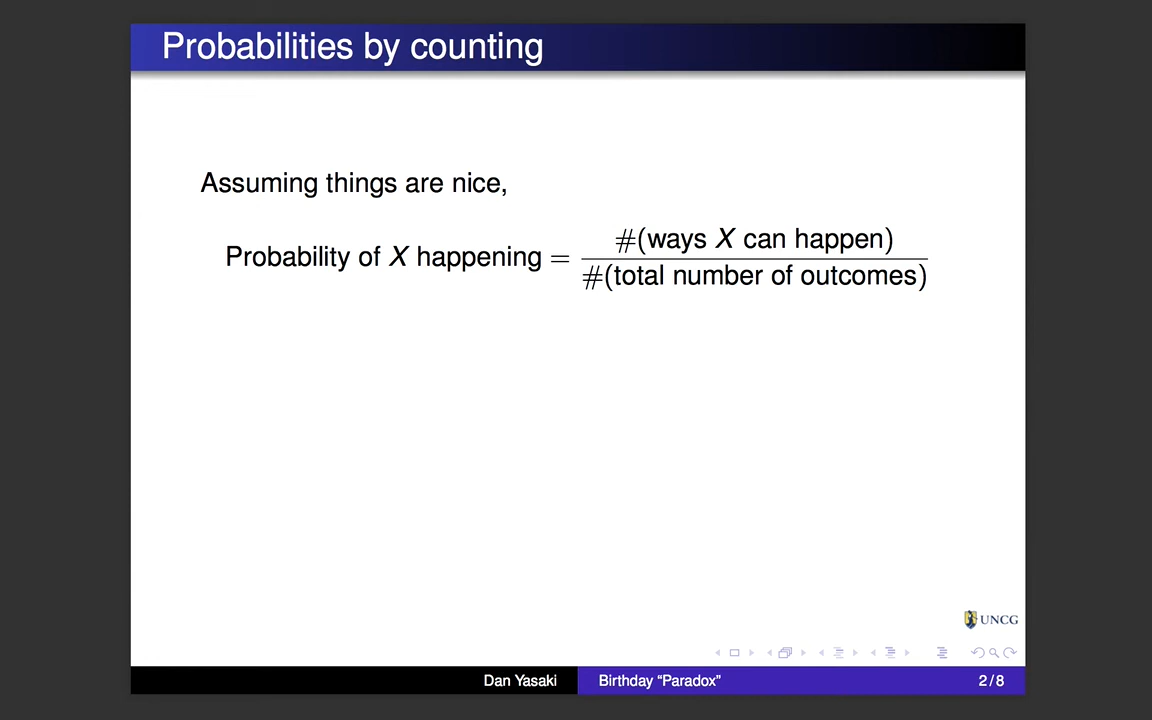 Probabilities by counting
Assuming things are nice,
Probability of X happening = #(ways X can happen) / #(total number of outcomes)
UNCG
Dan Yasaki Birthday “Paradox” 2 / 8